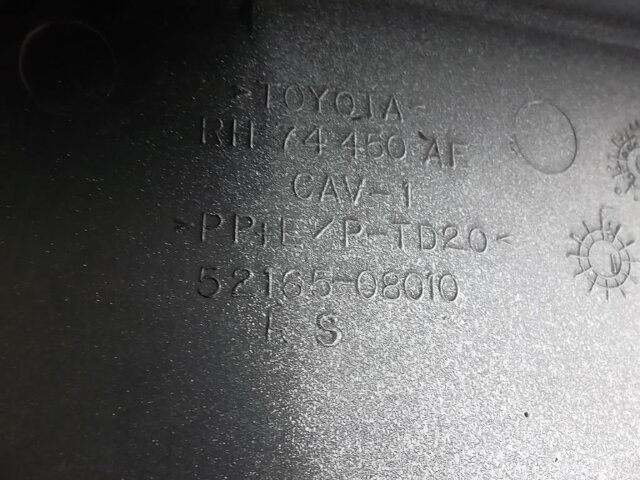 TOYOTA
RH 74 450 AF
CAV-1
>PP+E/P-TD20<
52165-08010
I. S